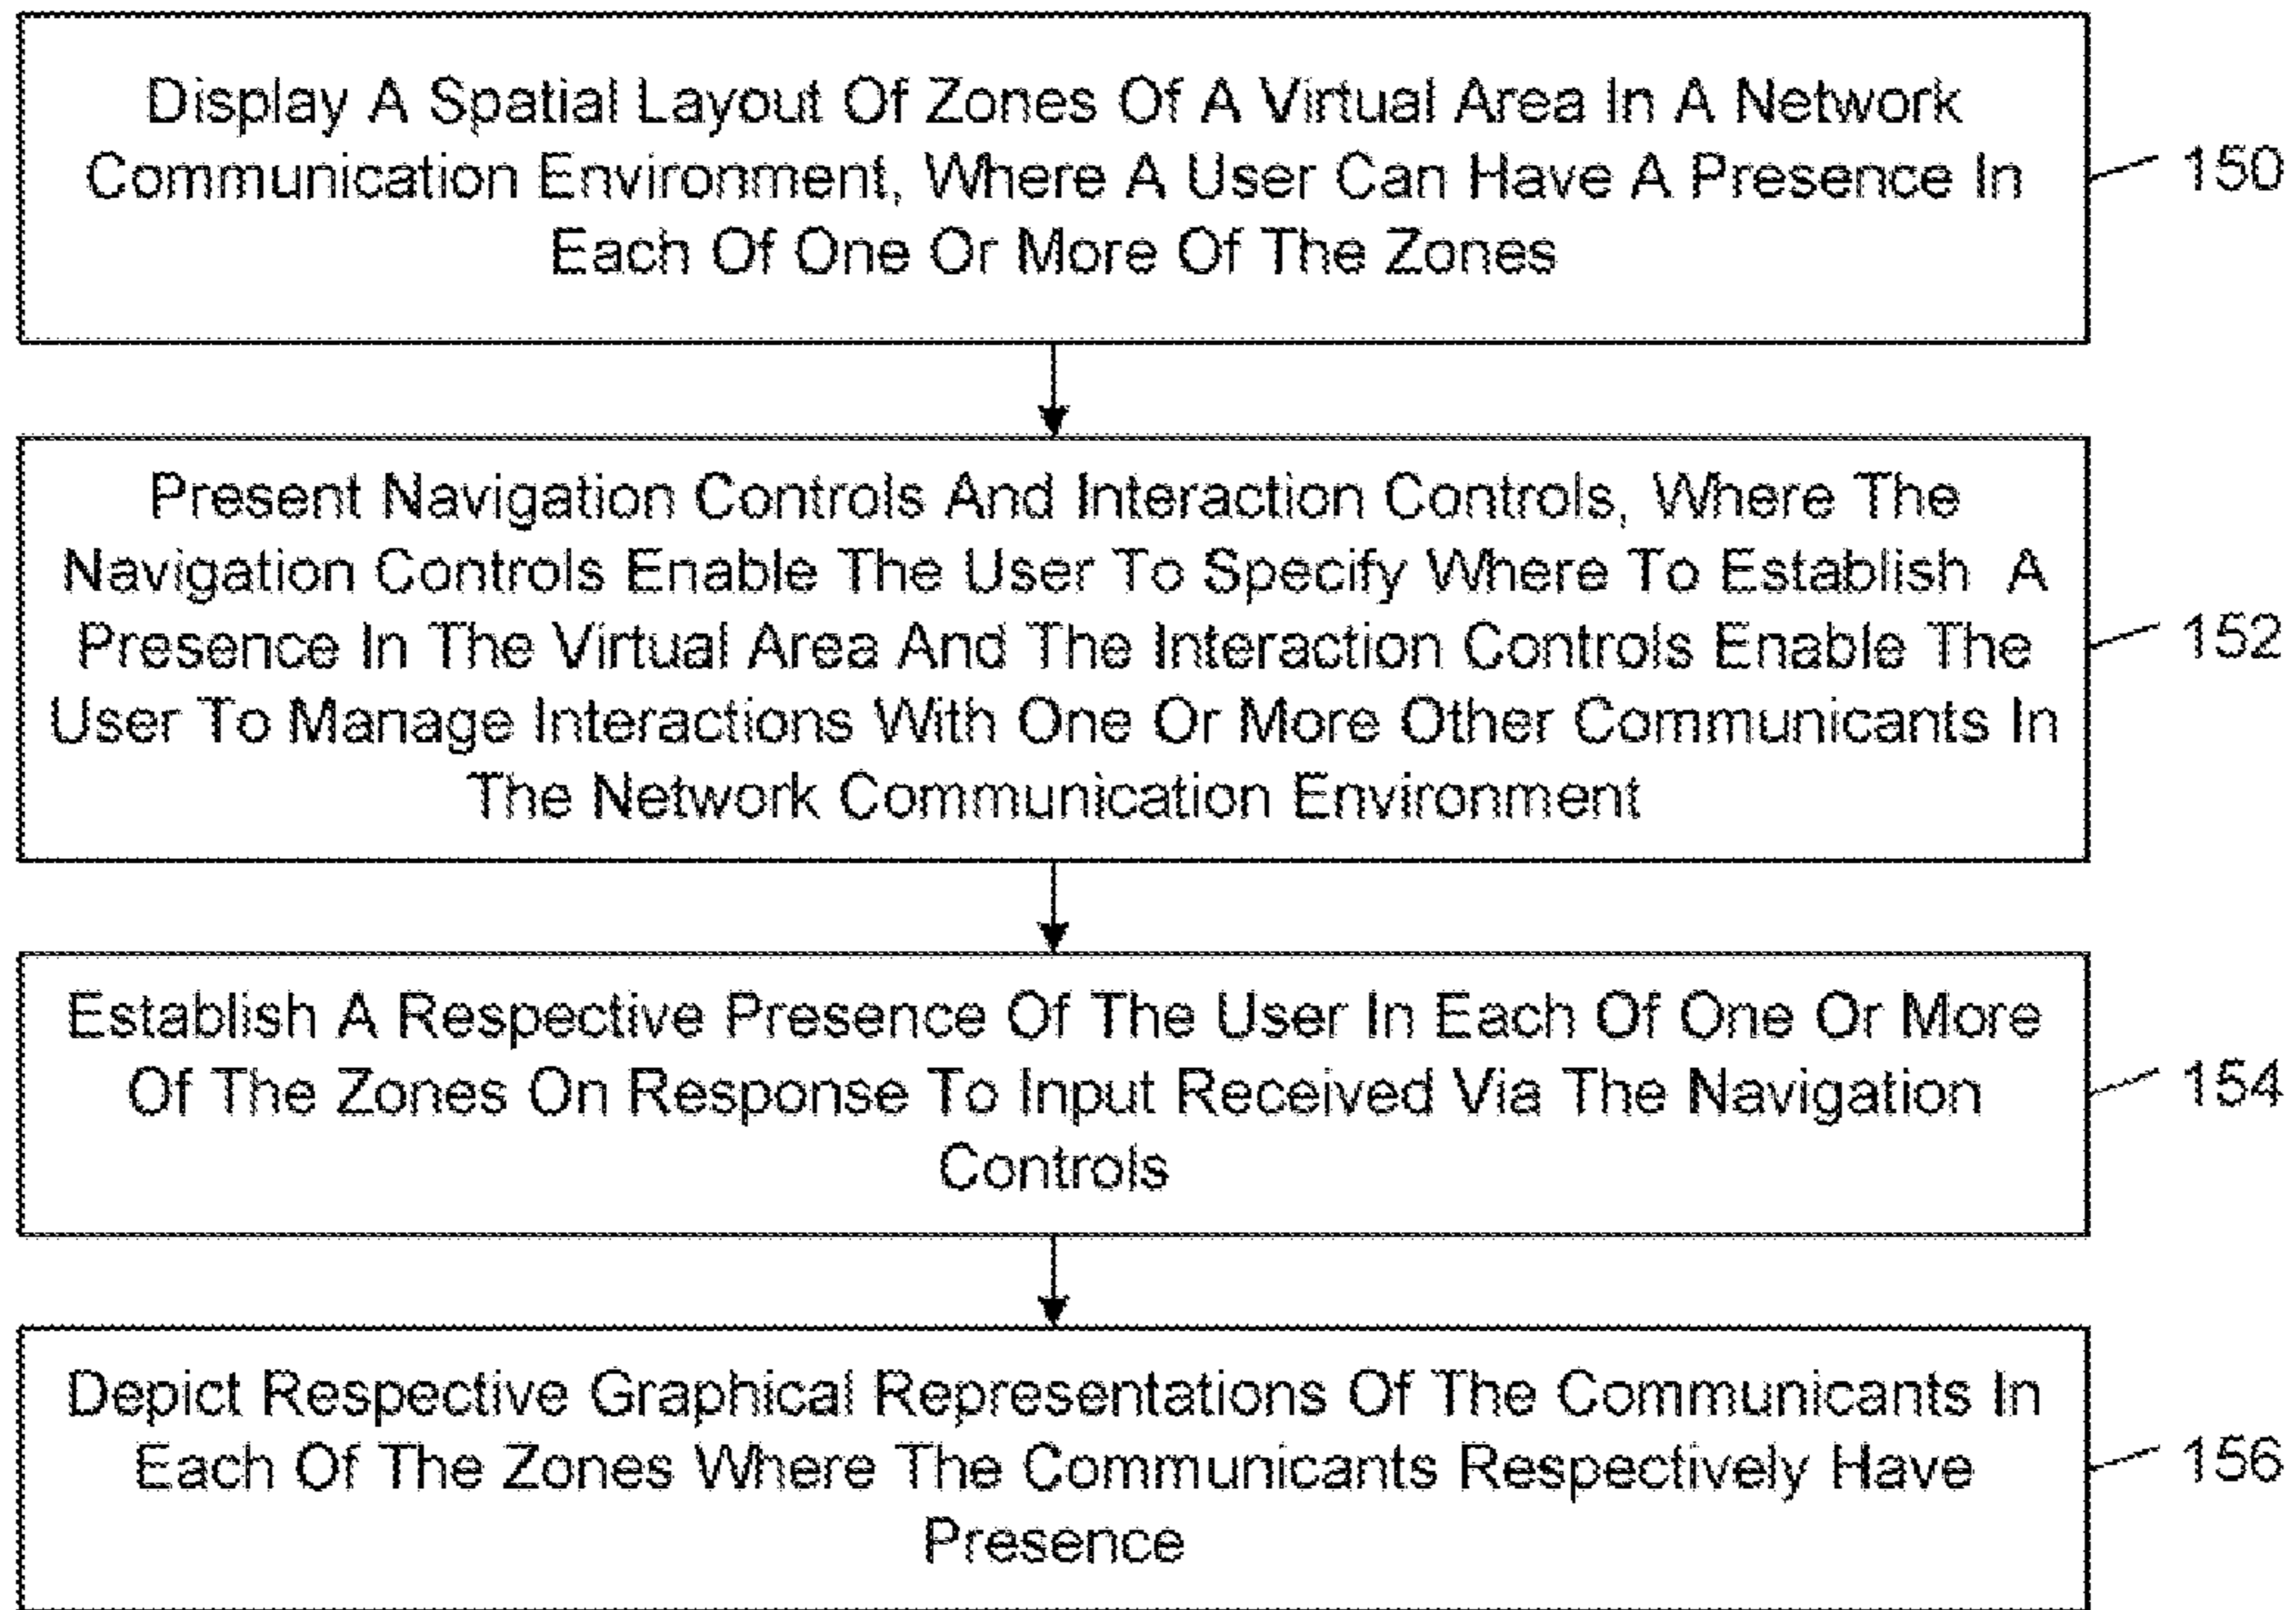 Display A Spatial Layout Of Zones Of A Virtual Area In A Network
Communication Environment, Where A User Can Have A Presence In
Each Of One Or More Of The Zones
150
Present Navigation Controls And Interaction Controls, Where The
Navigation Controls Enable The User To Specify Where To Establish A
Presence In The Virtual Area And The Interaction Controls Enable The
User To Manage Interactions With One Or More Other Communicants In
The Network Communication Environment
152
Establish A Respective Presence Of The User In Each Of One Or More
Of The Zones On Response To Input Received Via The Navigation
Controls
154
Depict Respective Graphical Representations Of The Communicants In
Each Of The Zones Where The Communicants Respectively Have
Presence
156